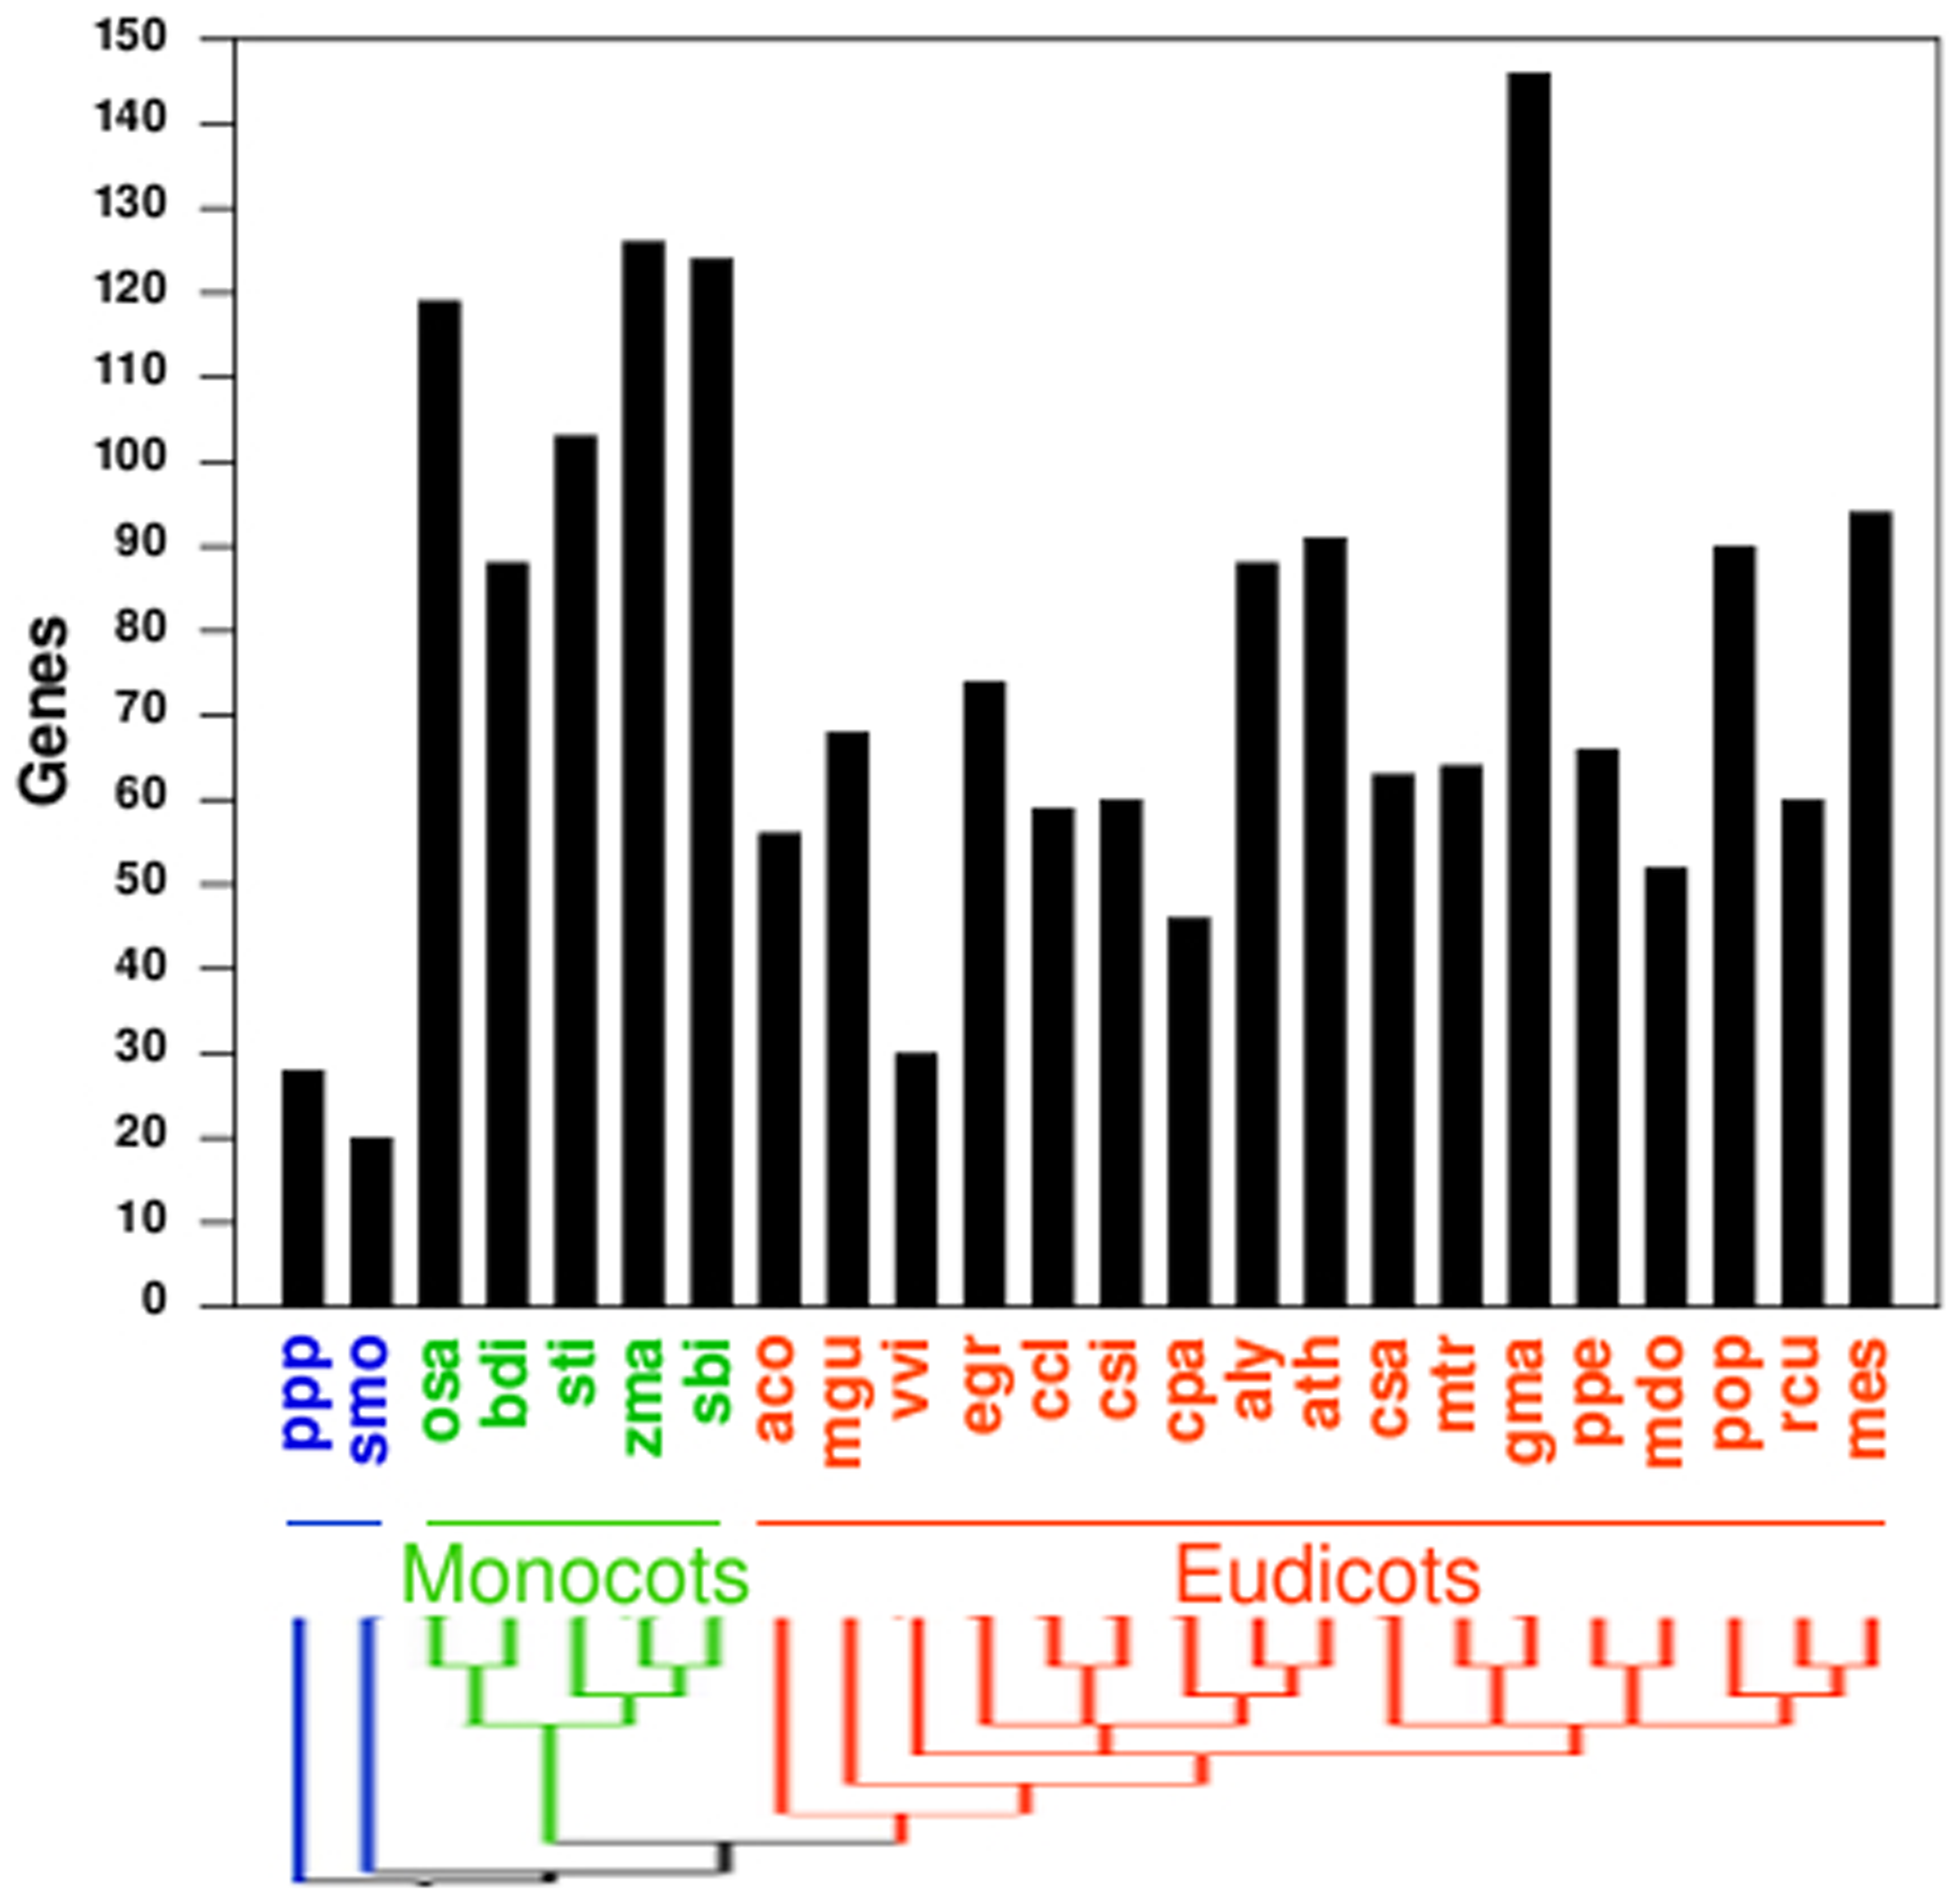 150
140
130
120
110
100
90
80
70
60
50
40
30
20
10
0
Genes
ppp
smo
osa
bdi
sti
zma
sbi
aco
mgu
vvi
egr
ccl
csi
cpa
aly
ath
csa
mtr
gma
ppe
mdo
pop
rcu
mes
Monocots
Eudicots